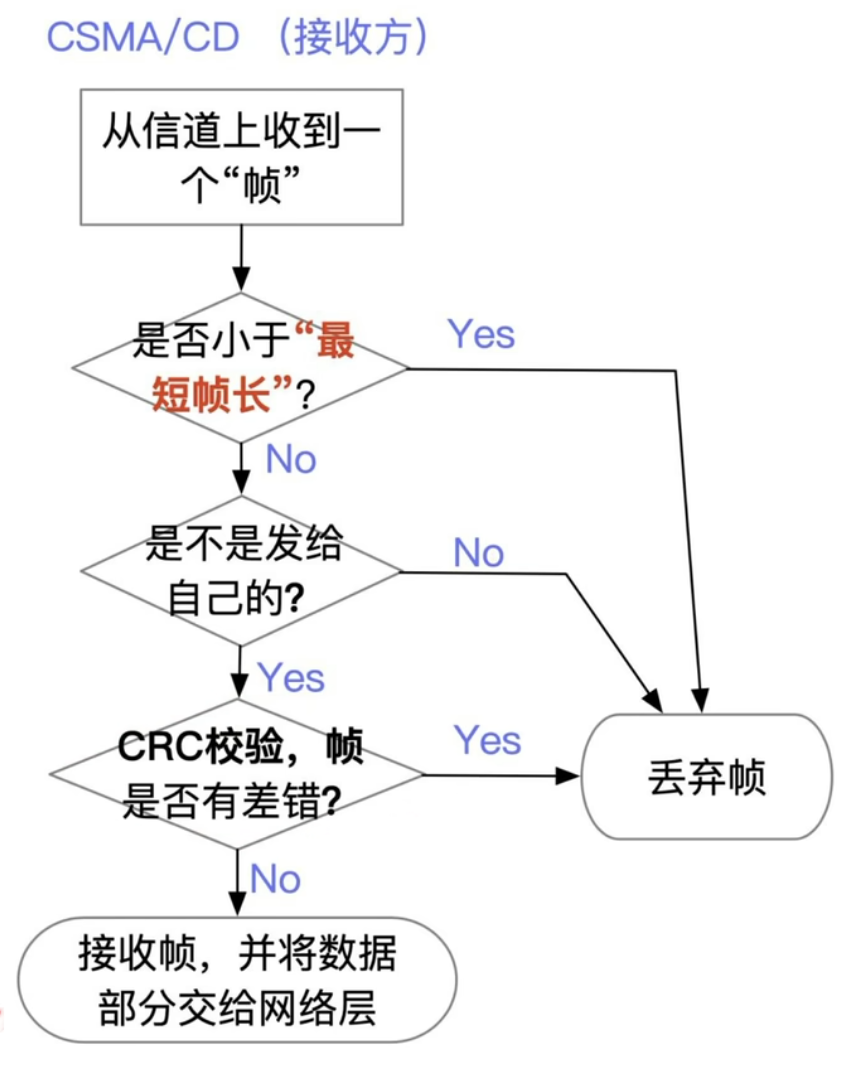 CSMA/CD （接收方）
从信道上收到一
个“帧”
是否小于“最
短帧长”?
Yes
No
是不是发给
自己的?
No
Yes
CRC校验，帧
是否有差错?
Yes
丢弃帧
No
接收帧，并将数据
部分交给网络层